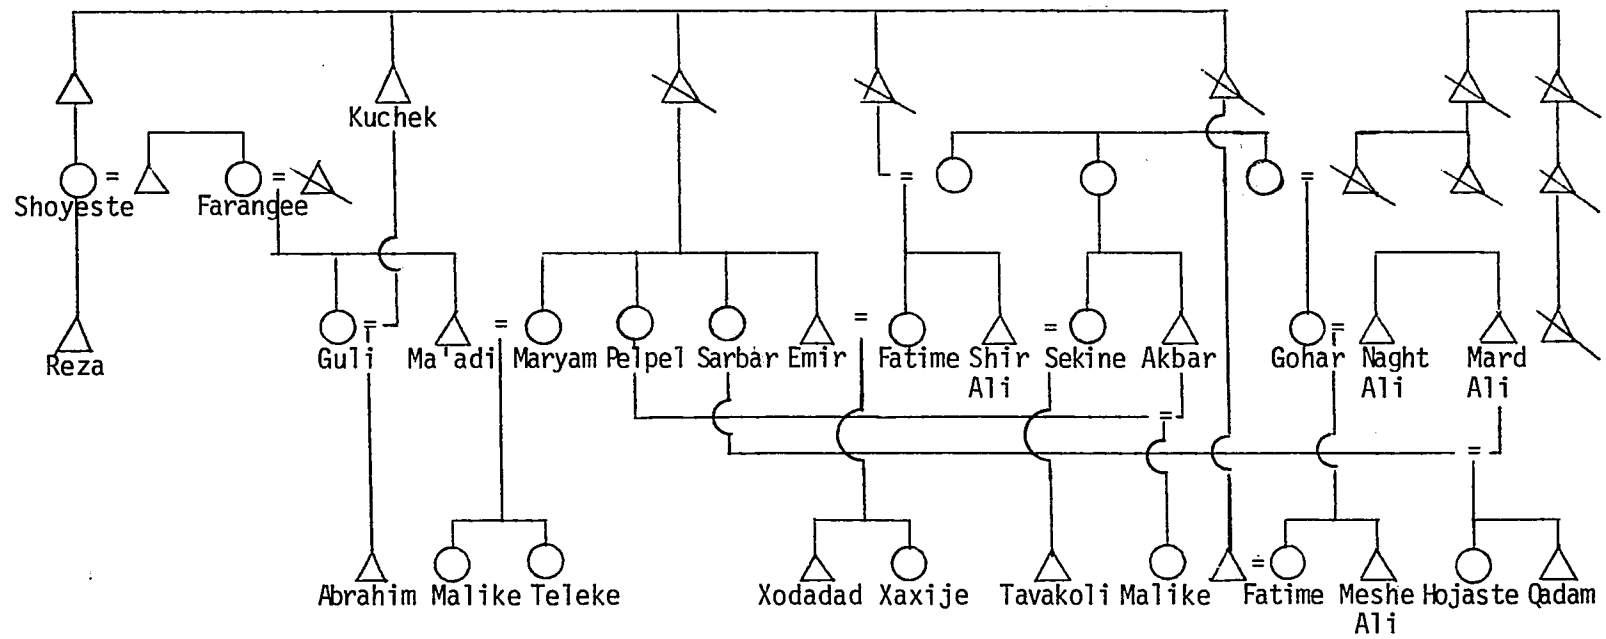 Kuchek
Shoyeste Farangee
Reza Guli Ma'adi Maryam Pelpel Sarbar Emir Fatime Shir Ali Sekine Akbar Gohar Naght Ali Mard Ali
Abrahim Malike Teleke Xodadad Xaxije Tavakoli Malike Fatime Meshe Ali Hojaste Qadam